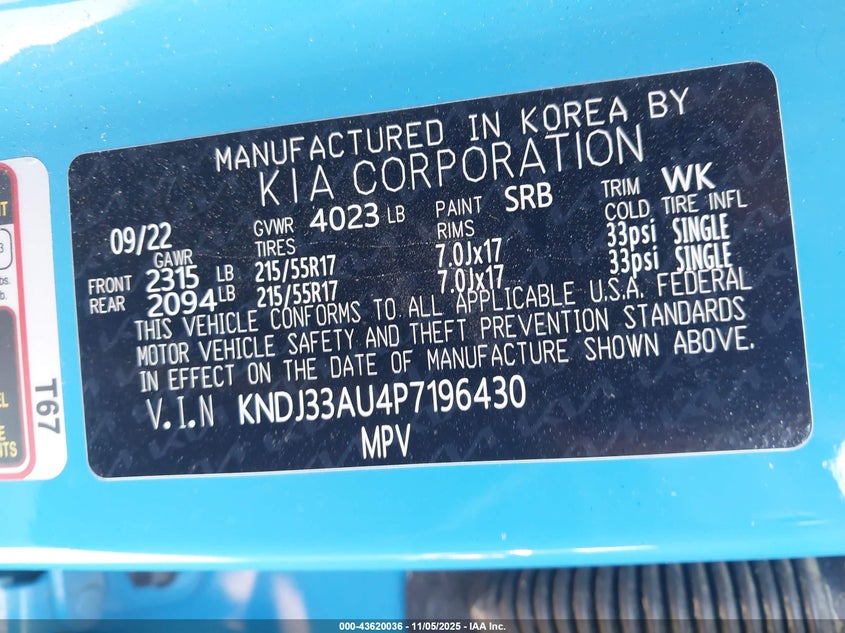 MANUFACTURED IN KOREA BY
KIA CORPORATION
09/22 GVWR 4023 LB PAINT SRB TRIM WK
GAWR TIRES RIMS COLD TIRE INFL
FRONT 2315 LB 215/55R17 7.0Jx17 33psi SINGLE
REAR 2094 LB 215/55R17 7.0Jx17 33psi SINGLE
THIS VEHICLE CONFORMS TO ALL APPLICABLE U.S.A. FEDERAL
MOTOR VEHICLE SAFETY AND THEFT PREVENTION STANDARDS
IN EFFECT ON THE DATE OF MANUFACTURE SHOWN ABOVE.
V.I.N KNDJ33AU4P7196430
MPV
T67
000-43620036 - 11/05/2025 - IAA Inc.